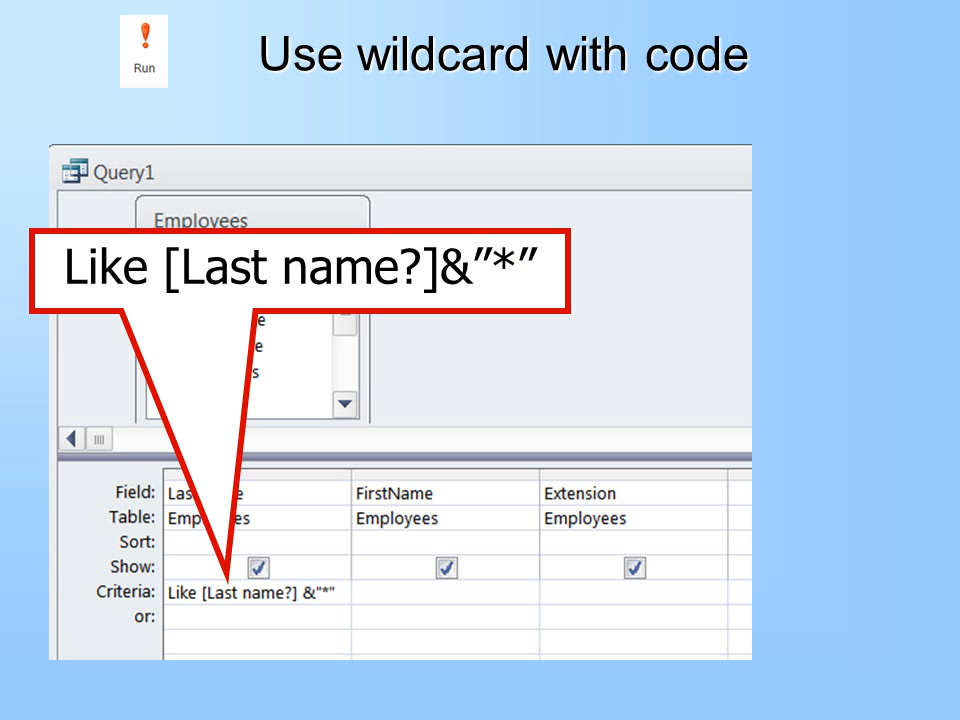 Run
Use wildcard with code
Query1
Employees
Like [Last name?]&”*”
Field: FirstName Extension
Table: Employees Employees
Sort:
Show:
Criteria: Like [Last name?] &"*"
or: